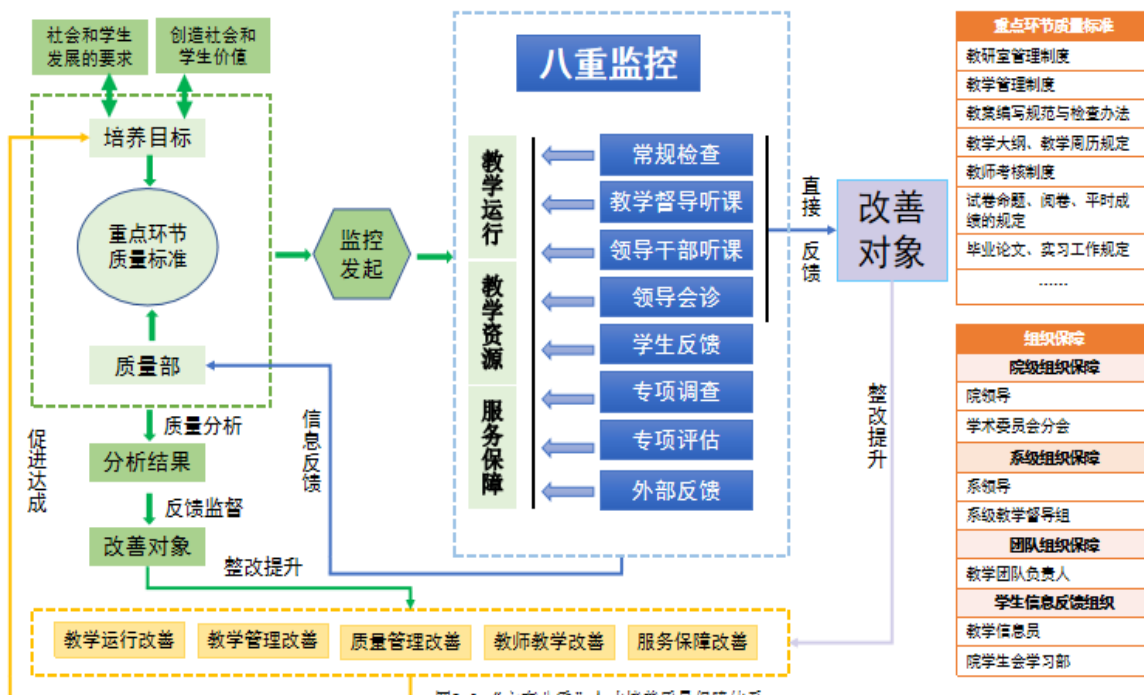 社会和学生
发展的要求
创造社会和
学生价值
培养目标
重点环节
质量标准
质量部
质量分析
分析结果
反馈监督
改善对象
促进达成
整改提升
监控
发起
信息反馈
八重监控
教学运行
教学资源
服务保障
常规检查
教学督导听课
领导干部听课
领导会诊
学生反馈
专项调查
专项评估
外部反馈
直接反馈
改善
对象
整改提升
教学运行改善
教学管理改善
质量管理改善
教师教学改善
服务保障改善
重点环节质量标准
教研室管理制度
教学管理制度
教案编写规范与检查办法
教学大纲、教学周历规定
教师考核制度
试卷命题、阅卷、平时成
绩的规定
毕业论文、实习工作规定
......
组织保障
院级组织保障
院领导
学术委员会分会
系级组织保障
系领导
系级教学督导组
团队组织保障
教学团队负责人
学生信息反馈组织
教学信息员
院学生会学习部